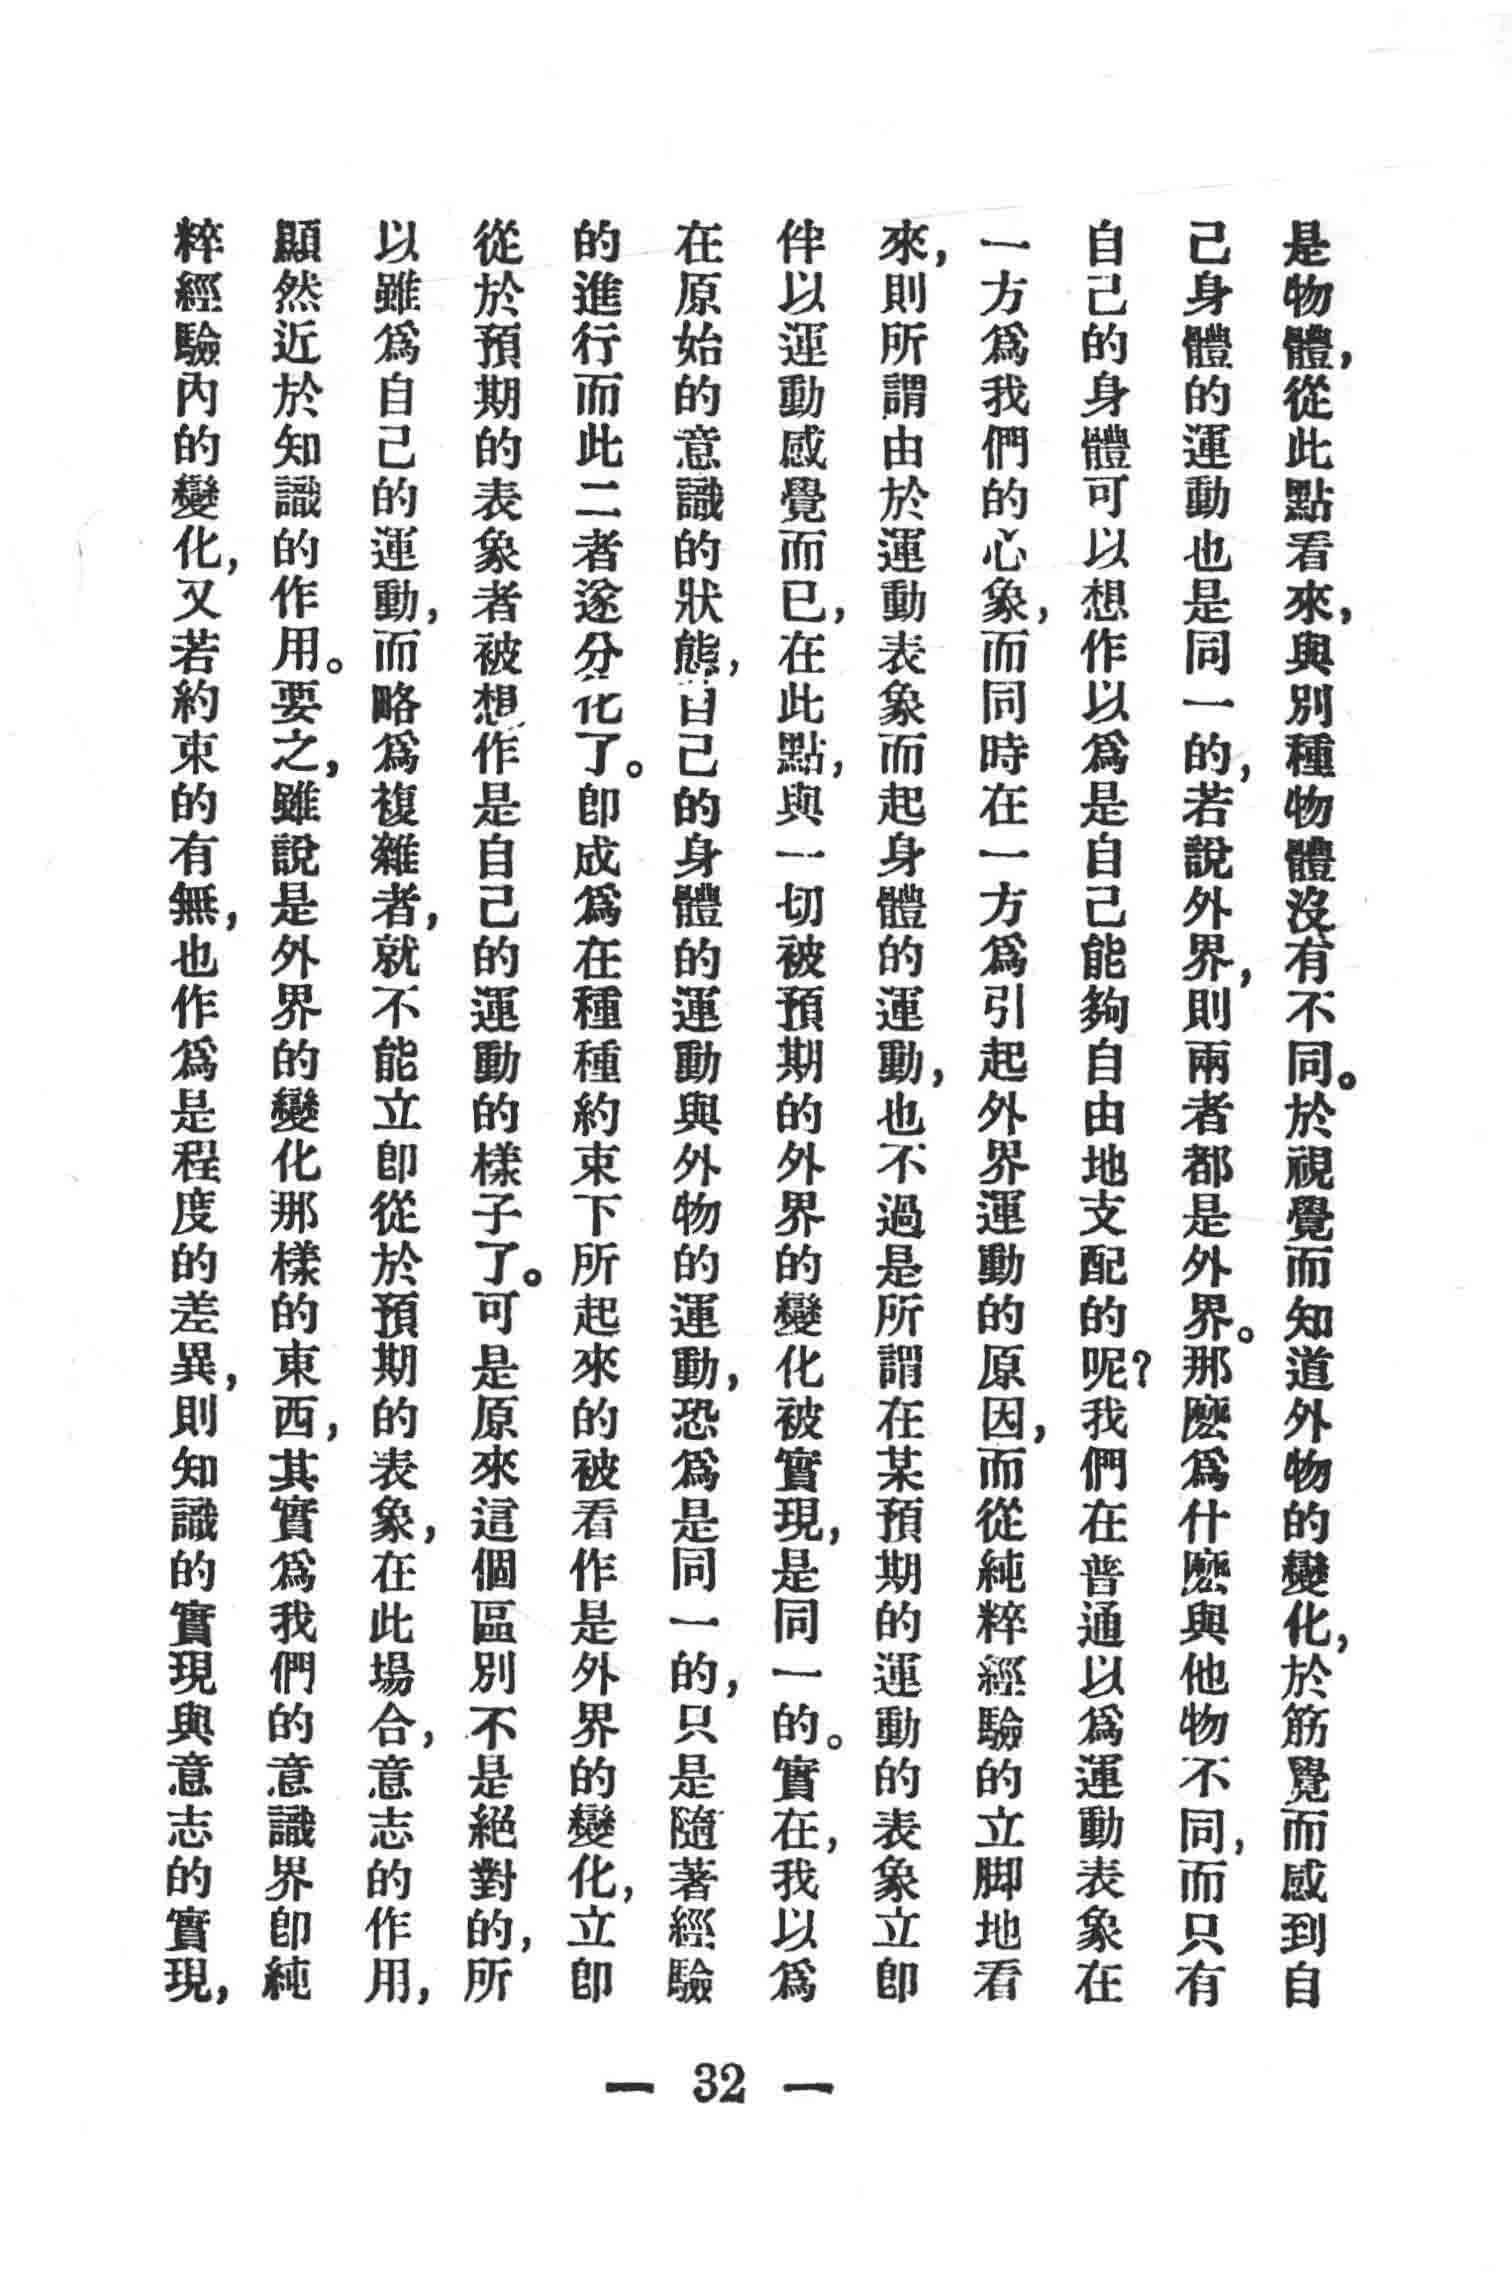 是物體，從此點看來，與別種物體沒有不同。於視覺而知道外物的變化，於筋覺而感到自
己身體的運動也是同一的，若說外界，則兩者都是外界。那麽爲什麽與他物不同，而只有
自己的身體可以想作以爲是自己能夠自由地支配的呢？我們在普通以爲運動表象在
一方爲我們的心象，而同時在一方爲引起外界運動的原因，而從純粹經驗的立脚地看
來，則所謂由於運動表象而起身體的運動，也不過是所謂在某預期的運動的表象立卽
伴以運動感覺而已，在此點，與一切被預期的外界的變化被實現，是同一的。實在，我以爲
在原始的意識的狀態，自己的身體的運動與外物的運動，恐爲是同一的，只是隨著經驗
的進行而此二者遂分化了。卽成爲在種種約束下所起來的被看作是外界的變化，立卽
從於預期的表象者被想作是自己的運動的樣子了。可是原來這個區別不是絕對的，所
以雖爲自己的運動，而略爲複雜者，就不能立卽從於預期的表象，在此場合，意志的作用，
顯然近於知識的作用。要之，雖說是外界的變化那樣的東西，其實爲我們的意識界卽純
粹經驗內的變化，又若約束的有無，也作爲是程度的差異，則知識的實現與意志的實現，
— 32 —